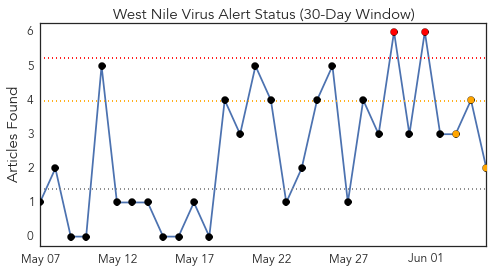 West Nile Virus Alert Status (30-Day Window)
Articles Found
6
5
4
3
2
1
0
May 07 May 12 May 17 May 22 May 27 Jun 01